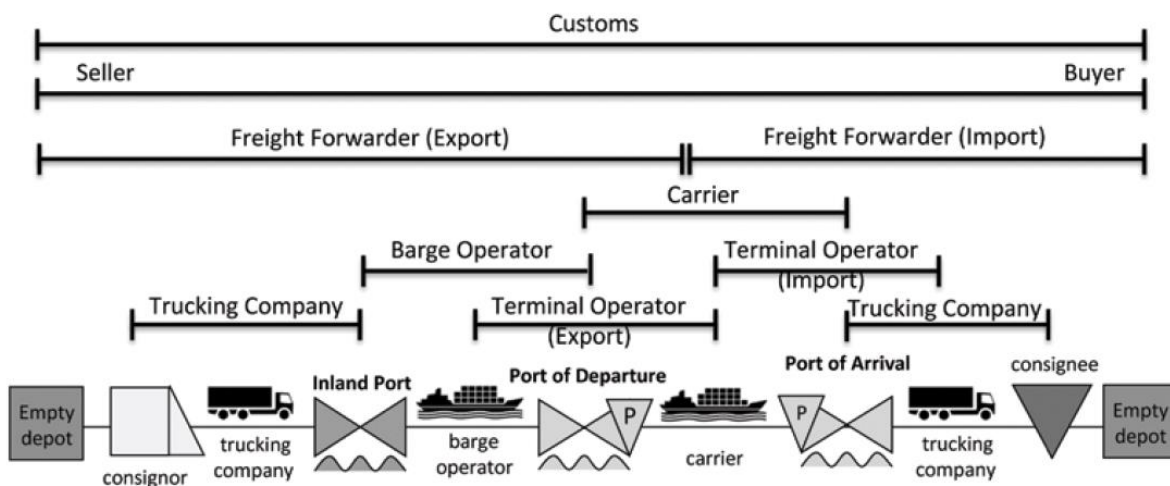 Customs
Seller
Buyer
Freight Forwarder (Export)
Freight Forwarder (Import)
Carrier
Barge Operator
Terminal Operator
(Import)
Trucking Company
Terminal Operator
(Export)
Trucking Company
Port of Arrival
consignee
Inland Port
Port of Departure
Empty
depot
P
P
Empty
depot
consignor
trucking
company
barge
operator
carrier
trucking
company